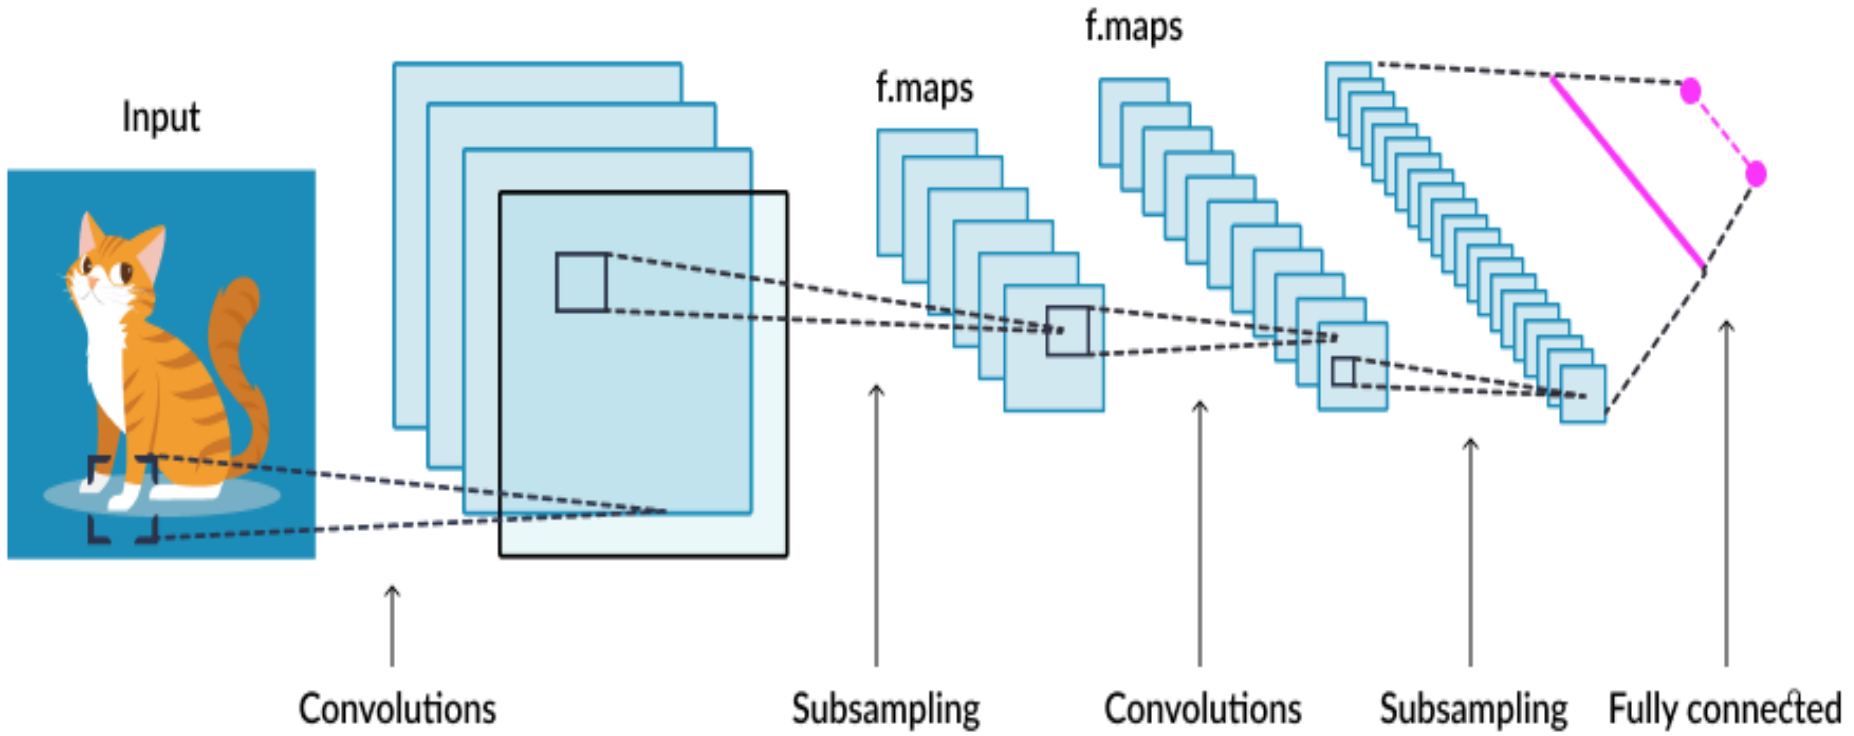 Input
f.maps
f.maps
Convolutions
Subsampling
Convolutions
Subsampling
Fully connected